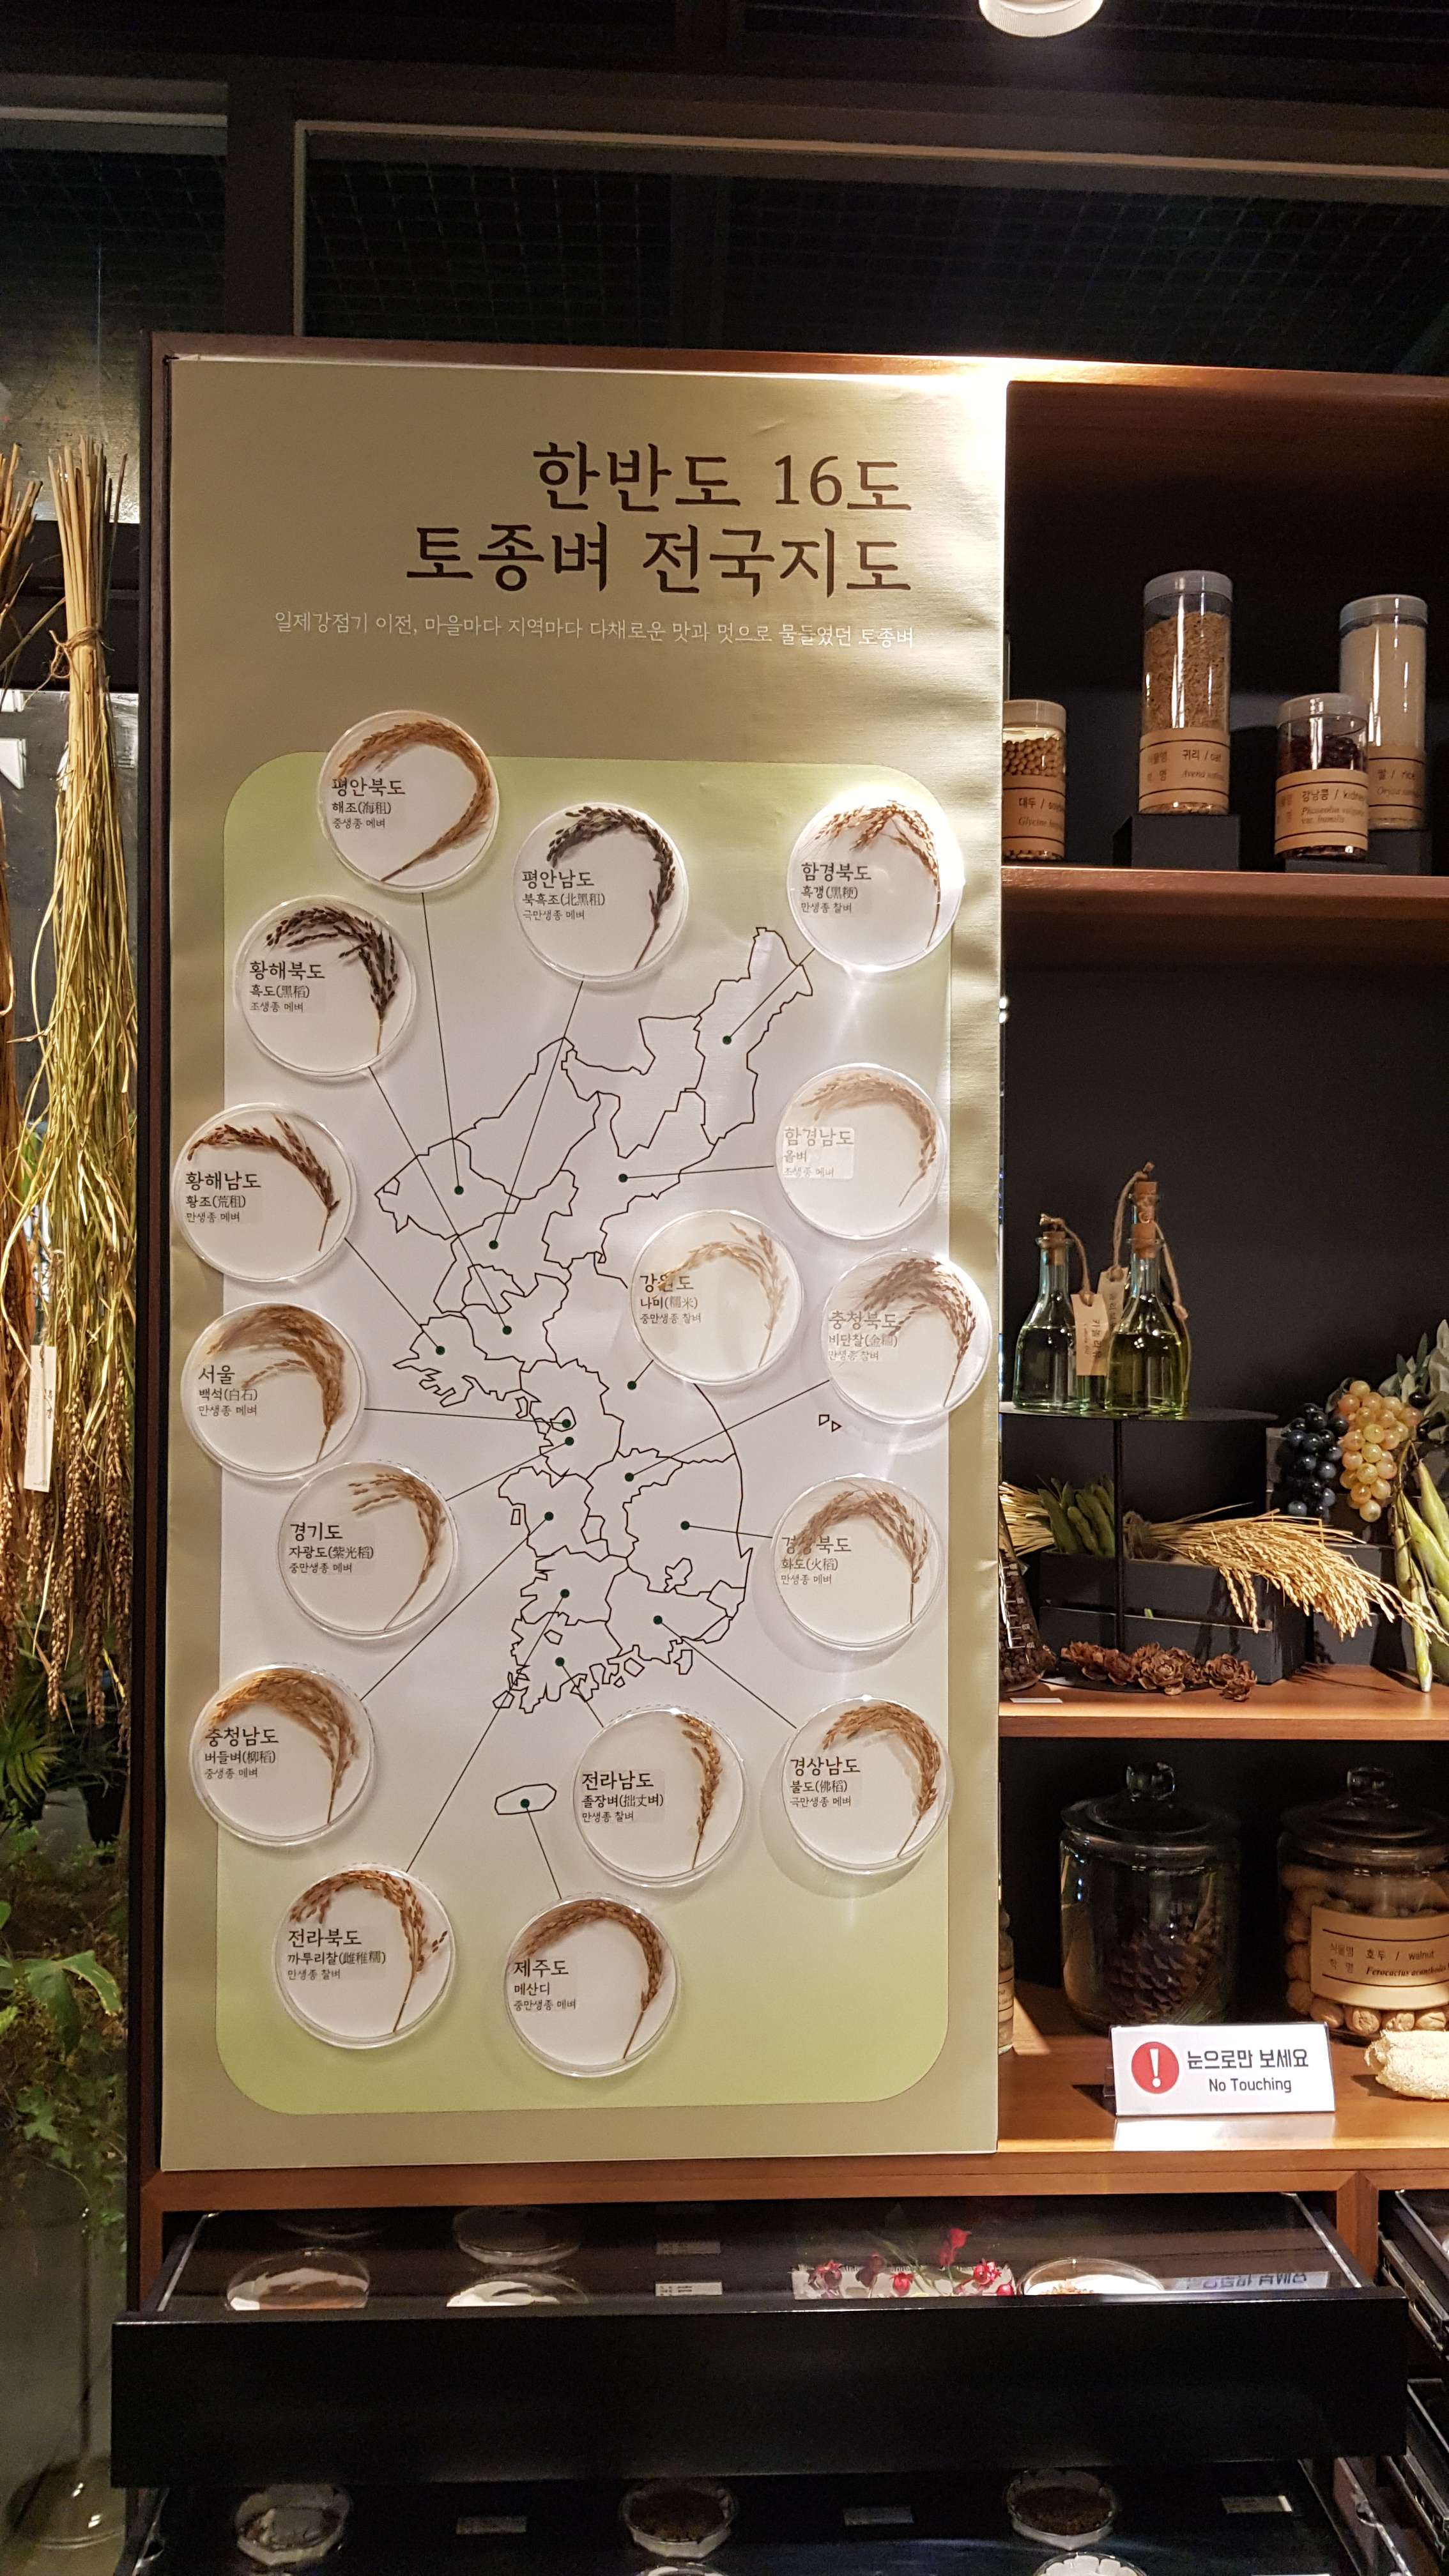 한반도 16도
토종벼 전국지도
일제강점기 이전, 마을마다 지역마다 다채로운 맛과 멋으로 물들였던 토종벼
평안북도
해조(海租)
중생종 메벼
평안남도
북흑조(北黑租)
극만생종 메벼
함경북도
흑갱(黑粳)
만생종 찰벼
황해북도
흑도(黑稻)
조생종 메벼
함경남도
올벼
조생종 메벼
황해남도
황조(荒租)
만생종 메벼
강원도
나미(糯米)
중만생종 찰벼
충청북도
비단찰(金糯)
만생종 찰벼
서울
백석(白石)
만생종 메벼
경기도
자광도(紫光稻)
중만생종 메벼
경상북도
화도(火稻)
만생종 메벼
충청남도
버들벼(柳稻)
중생종 메벼
전라남도
졸장벼(拙丈벼)
만생종 찰벼
경상남도
불도(佛稻)
극만생종 메벼
전라북도
까투리찰(雌稚糯)
만생종 찰벼
제주도
메산디
중만생종 메벼
대두 /
Glycine
귀리 / oat
Avena
강낭콩 / kidney
Phaseolus
쌀 / rice
Oryza
식물명 호두 / walnut
학 명 Ferocactus
눈으로만 보세요
No Touching